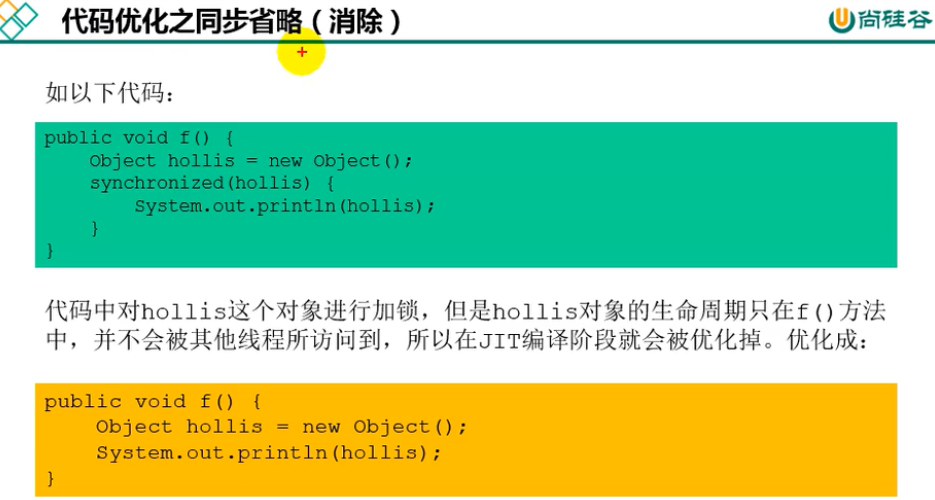 代码优化之同步省略（消除）
尚硅谷
如以下代码：
public void f() {
    Object hollis = new Object();
    synchronized(hollis) {
        System.out.println(hollis);
    }
}
代码中对hollis这个对象进行加锁，但是hollis对象的生命周期只在f()方法
中，并不会被其他线程所访问到，所以在JIT编译阶段就会被优化掉。优化成：
public void f() {
    Object hollis = new Object();
    System.out.println(hollis);
}